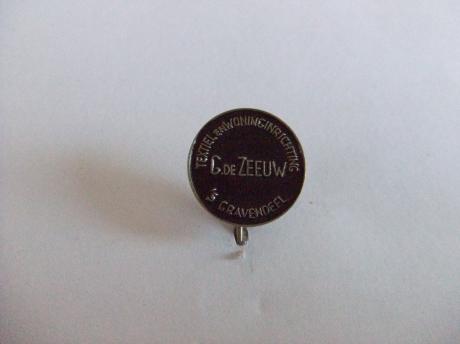 TEXTIEL EN WONINGINRICHTING
G. DE ZEEUW
'S GRAVENDEEL